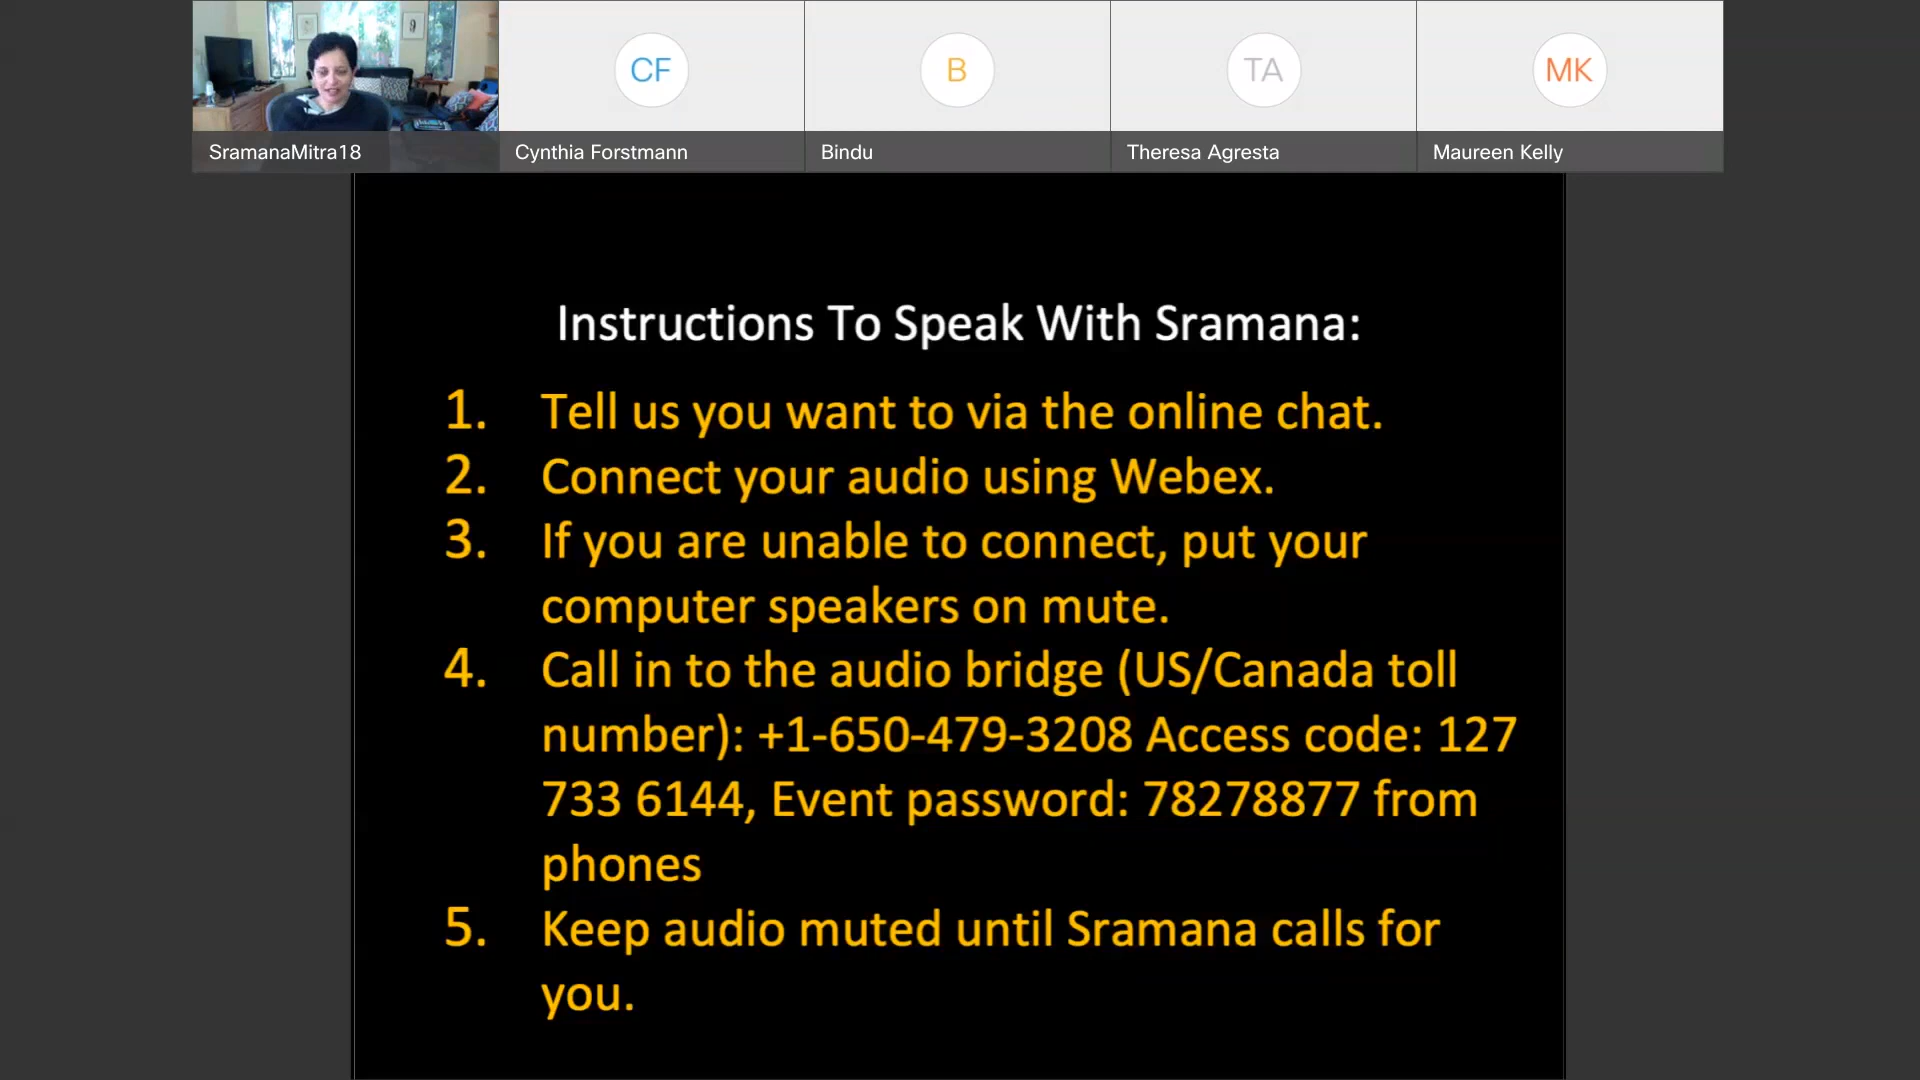 CF
B
TA
MK
SramanaMitra18
Cynthia Forstmann
Bindu
Theresa Agresta
Maureen Kelly
Instructions To Speak With Sramana:
1. Tell us you want to via the online chat.
2. Connect your audio using Webex.
3. If you are unable to connect, put your
computer speakers on mute.
4. Call in to the audio bridge (US/Canada toll
number): +1-650-479-3208 Access code: 127
733 6144, Event password: 78278877 from
phones
5. Keep audio muted until Sramana calls for
you.